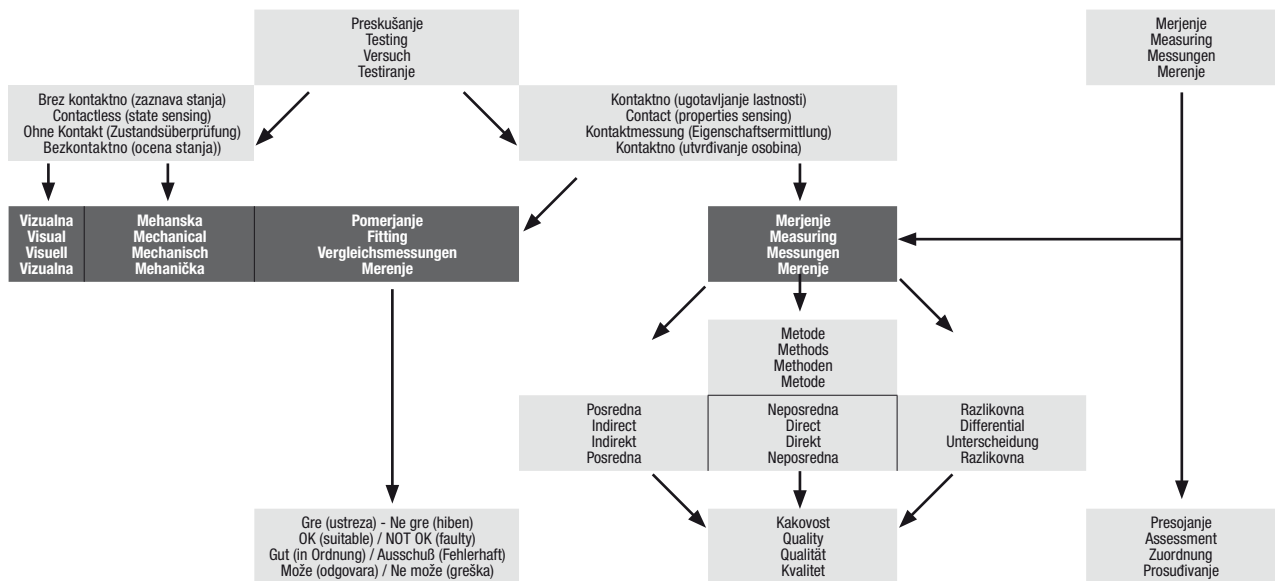 Preskušanje
Testing
Versuch
Testiranje
Merjenje
Measuring
Messungen
Merenje
Brez kontaktno (zaznava stanja)
Contactless (state sensing)
Ohne Kontakt (Zustandsüberprüfung)
Bezkontaktno (ocena stanja))
Kontaktno (ugotavljanje lastnosti)
Contact (properties sensing)
Kontaktmessung (Eigenschaftsermittlung)
Kontaktno (utvrđivanje osobina)
Vizualna
Visual
Visuell
Vizualna
Mehanska
Mechanical
Mechanisch
Mehanička
Pomerjanje
Fitting
Vergleichsmessungen
Merenje
Merjenje
Measuring
Messungen
Merenje
Metode
Methods
Methoden
Metode
Posredna
Indirect
Indirekt
Posredna
Neposredna
Direct
Direkt
Neposredna
Razlikovna
Differential
Unterscheidung
Razlikovna
Gre (ustreza) - Ne gre (hiben)
OK (suitable) / NOT OK (faulty)
Gut (in Ordnung) / Ausschuß (Fehlerhaft)
Može (odgovara) / Ne može (greška)
Kakovost
Quality
Qualität
Kvalitet
Presojanje
Assessment
Zuordnung
Prosuđivanje